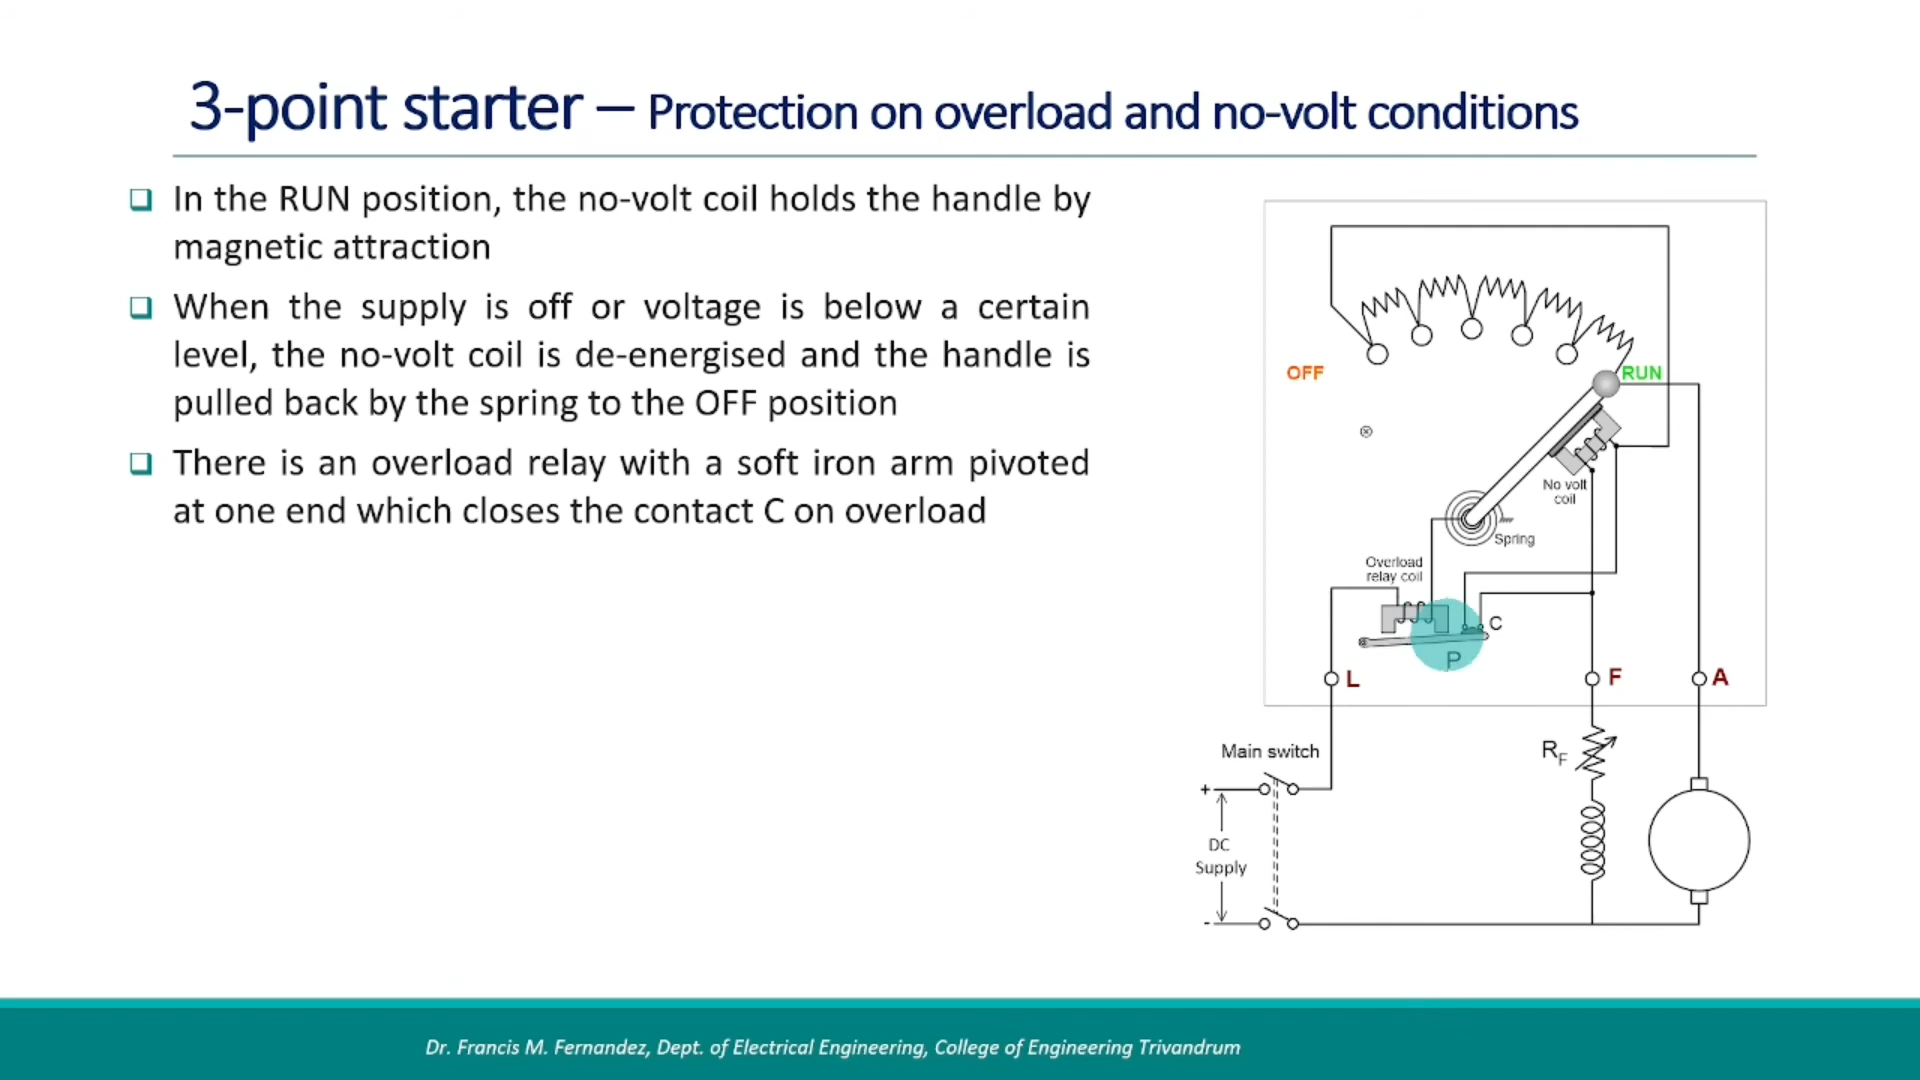 3-point starter – Protection on overload and no-volt conditions
In the RUN position, the no-volt coil holds the handle by
magnetic attraction
When the supply is off or voltage is below a certain
level, the no-volt coil is de-energised and the handle is
pulled back by the spring to the OFF position
There is an overload relay with a soft iron arm pivoted
at one end which closes the contact C on overload
OFF
RUN
No volt
coil
Spring
Overload
relay coil
C
P
L
F
A
Main switch
R_F
+
DC
Supply
-
Dr. Francis M. Fernandez, Dept. of Electrical Engineering, College of Engineering Trivandrum